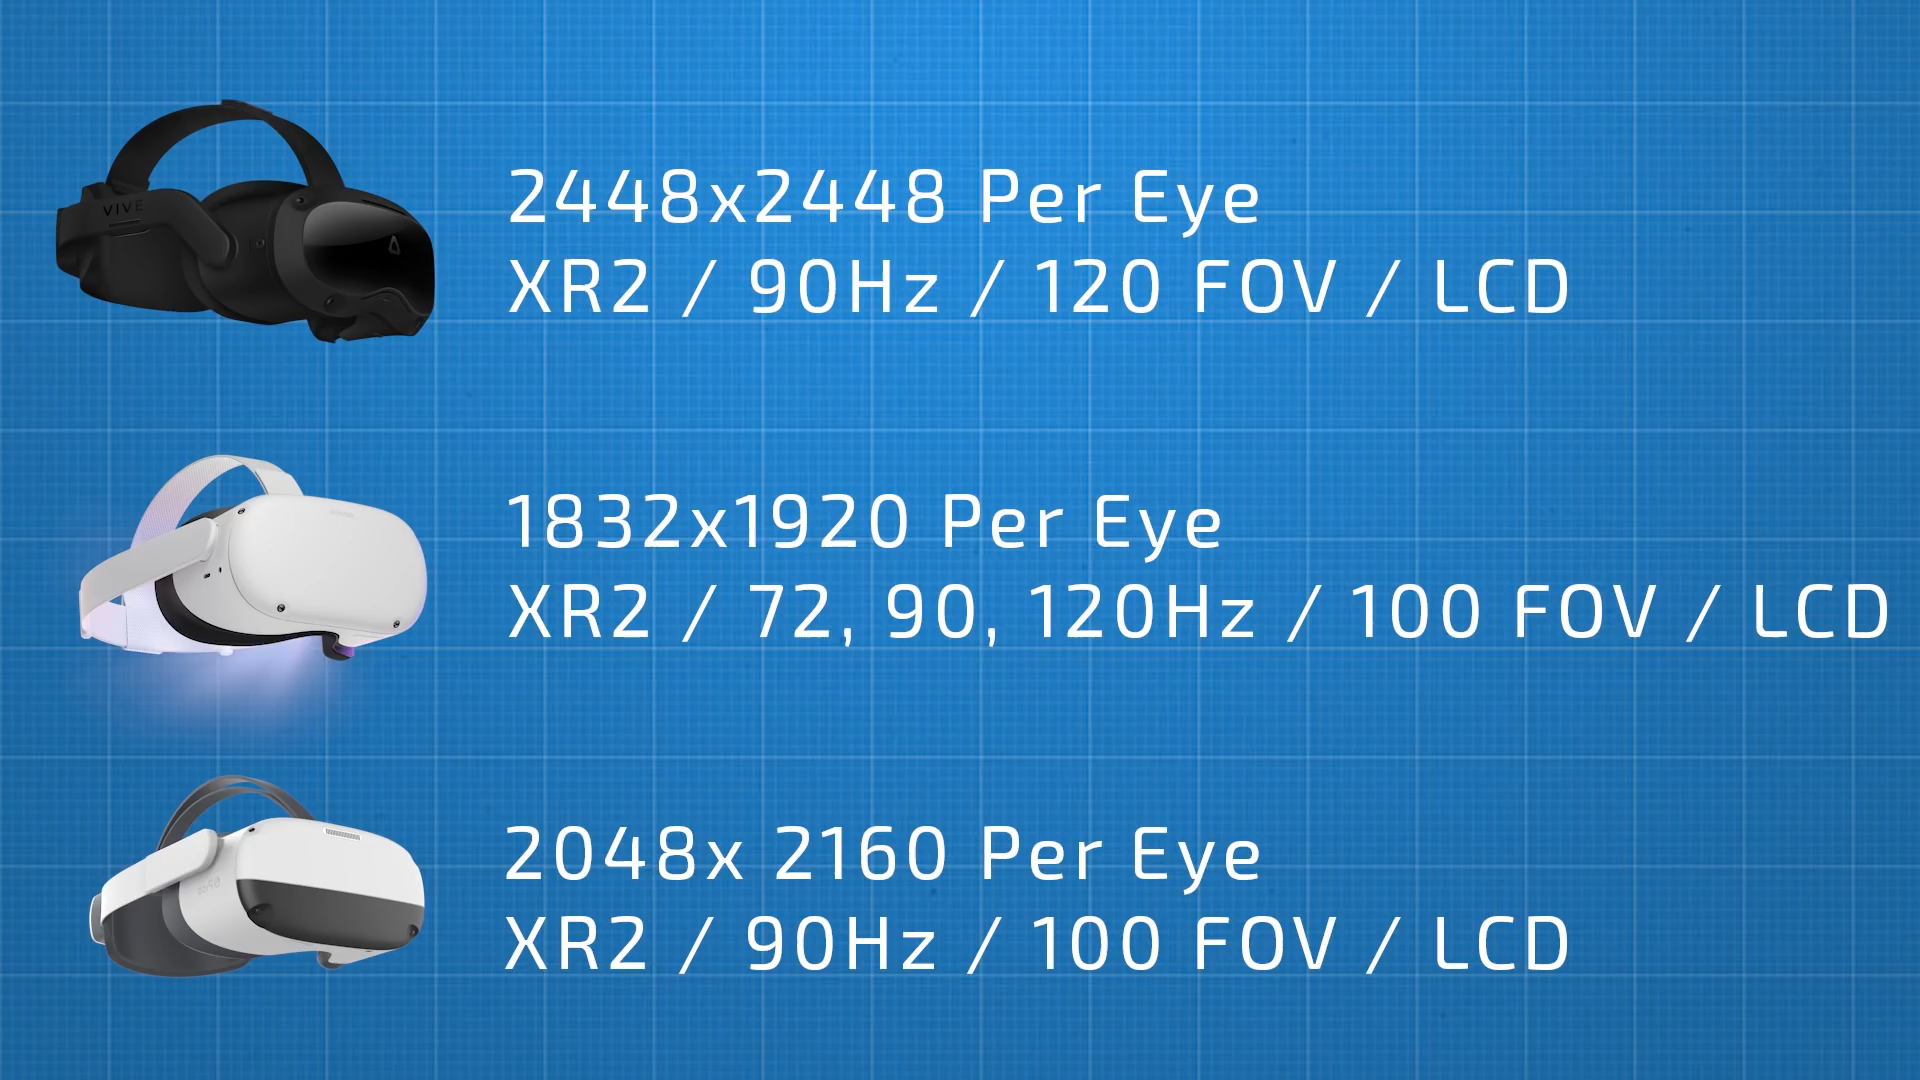 VIVE
2448x2448 Per Eye
XR2 / 90Hz / 120 FOV / LCD
1832x1920 Per Eye
XR2 / 72, 90, 120Hz / 100 FOV / LCD
2048x 2160 Per Eye
XR2 / 90Hz / 100 FOV / LCD